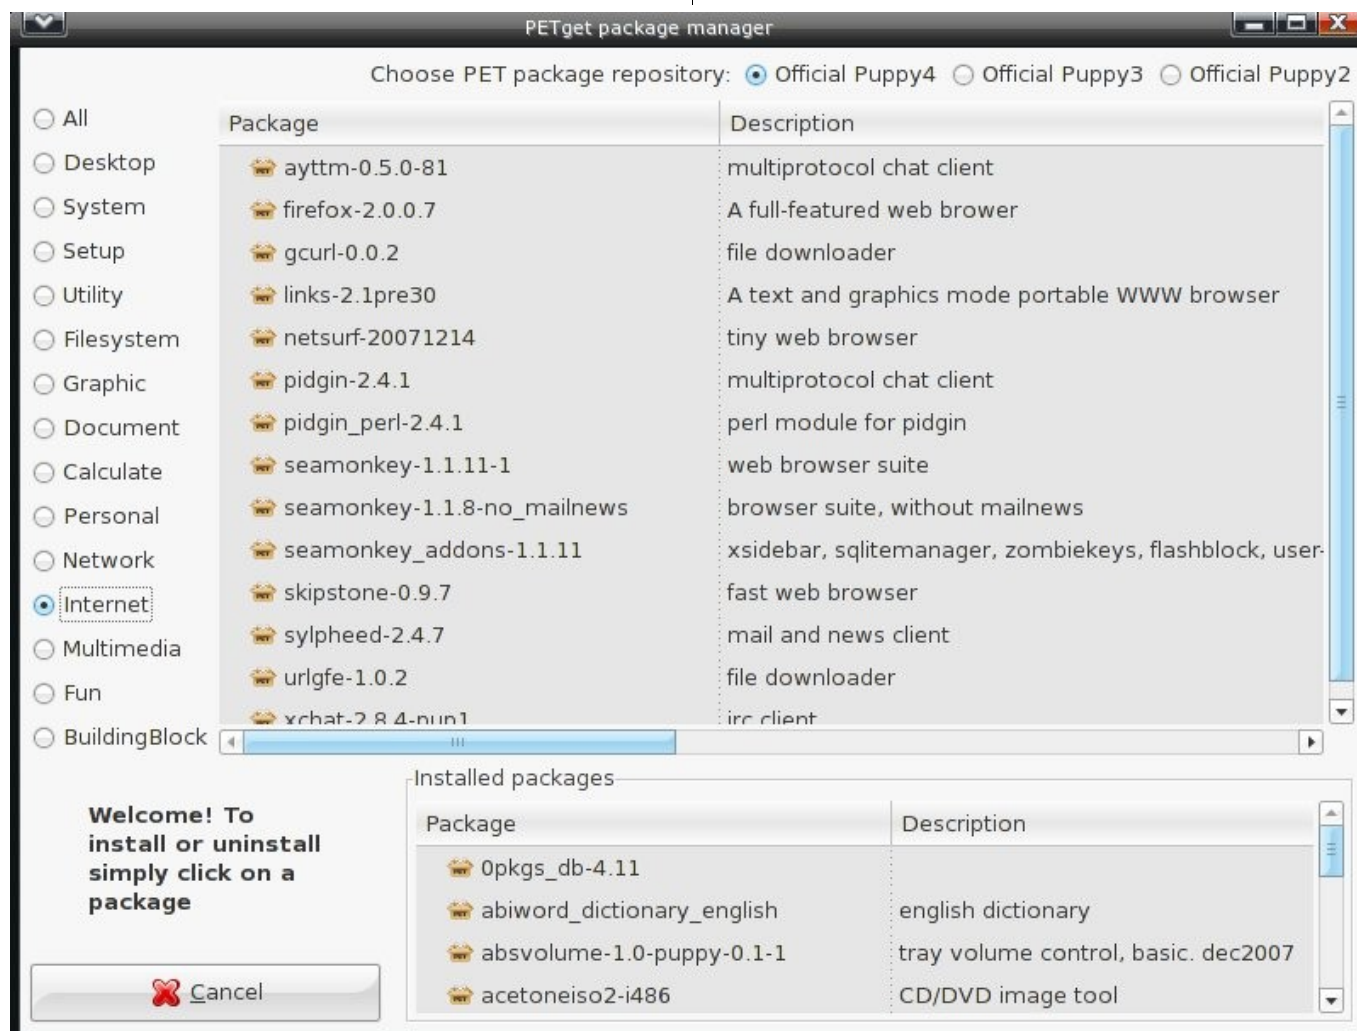 PETget package manager
Choose PET package repository: Official Puppy4 Official Puppy3 Official Puppy2
All
Desktop
System
Setup
Utility
Filesystem
Graphic
Document
Calculate
Personal
Network
Internet
Multimedia
Fun
BuildingBlock
Package Description
ayttm-0.5.0-81 multiprotocol chat client
firefox-2.0.0.7 A full-featured web brower
gcurl-0.0.2 file downloader
links-2.1pre30 A text and graphics mode portable WWW browser
netsurf-20071214 tiny web browser
pidgin-2.4.1 multiprotocol chat client
pidgin_perl-2.4.1 perl module for pidgin
seamonkey-1.1.11-1 web browser suite
seamonkey-1.1.8-no_mailnews browser suite, without mailnews
seamonkey_addons-1.1.11 xsidebar, sqlitemanager, zombiekeys, flashblock, user-
skipstone-0.9.7 fast web browser
sylpheed-2.4.7 mail and news client
urlgfe-1.0.2 file downloader
xchat-2.8.4-pup1 irc client
Welcome! To
install or uninstall
simply click on a
package
Cancel
Installed packages
Package Description
0pkgs_db-4.11
abiword_dictionary_english english dictionary
absvolume-1.0-puppy-0.1-1 tray volume control, basic. dec2007
acetoneiso2-i486 CD/DVD image tool